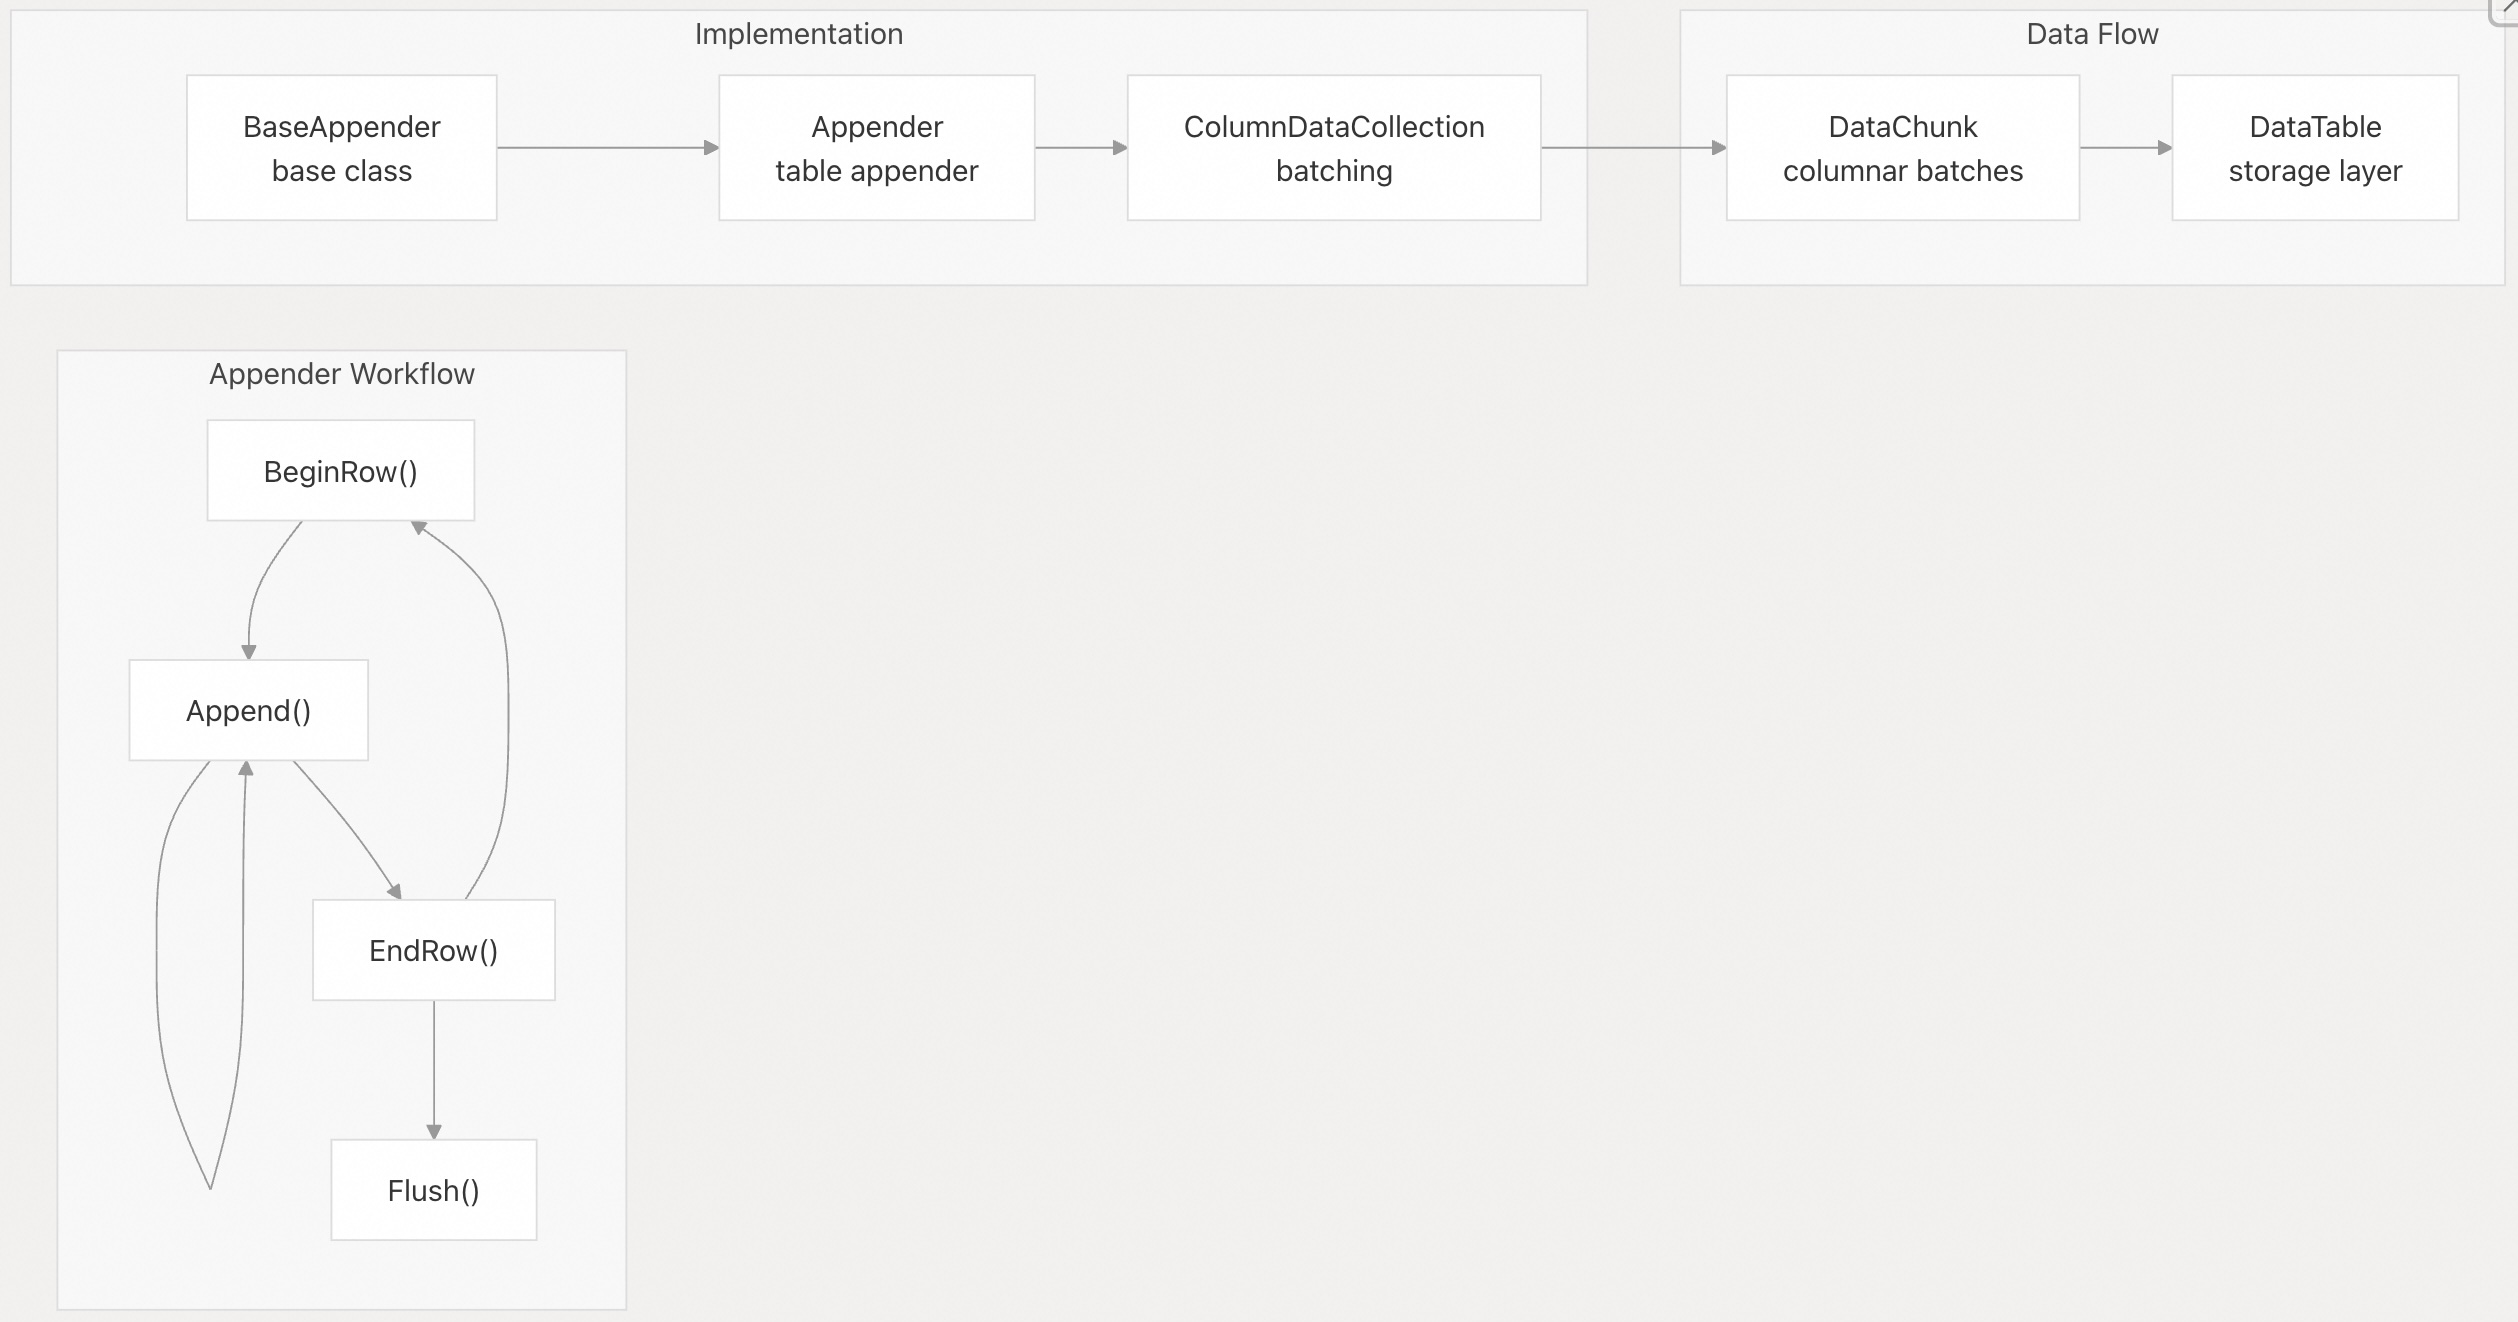 Implementation
BaseAppender
base class
Appender
table appender
ColumnDataCollection
batching
Data Flow
DataChunk
columnar batches
DataTable
storage layer
Appender Workflow
BeginRow()
Append()
EndRow()
Flush()